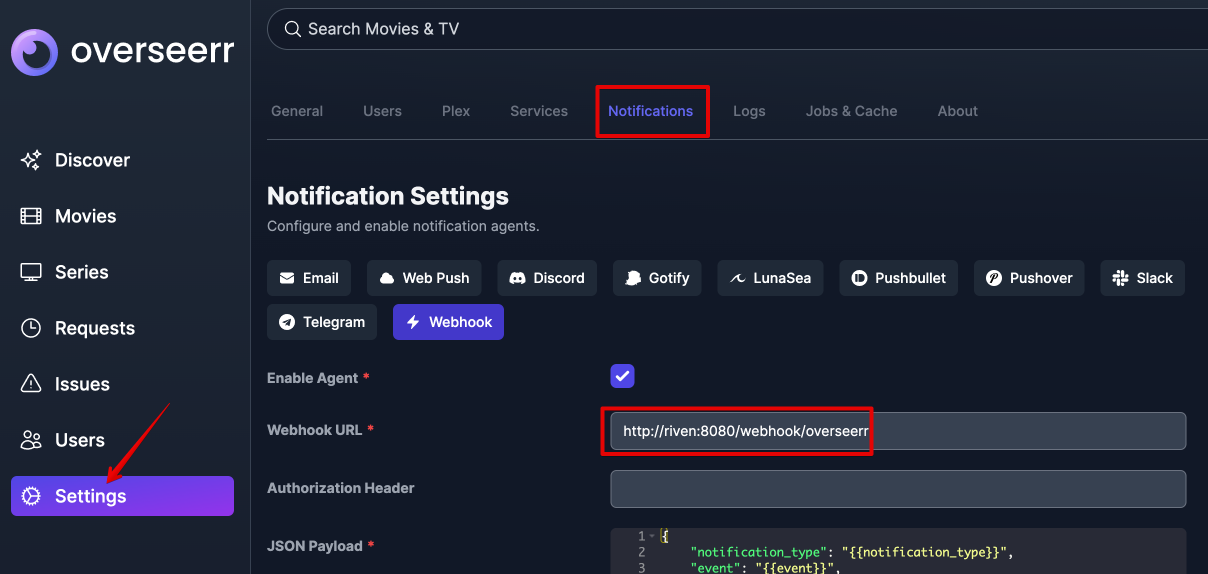 overseerr
Search Movies & TV
General Users Plex Services Notifications Logs Jobs & Cache About
Discover
Movies
Series
Requests
Issues
Users
Settings
Notification Settings
Configure and enable notification agents.
Email Web Push Discord Gotify LunaSea Pushbullet Pushover Slack
Telegram Webhook
Enable Agent *
Webhook URL * http://riven:8080/webhook/overseerr
Authorization Header
JSON Payload *
1 {
2 "notification_type": "{{notification_type}}",
3 "event": "{{event}}",